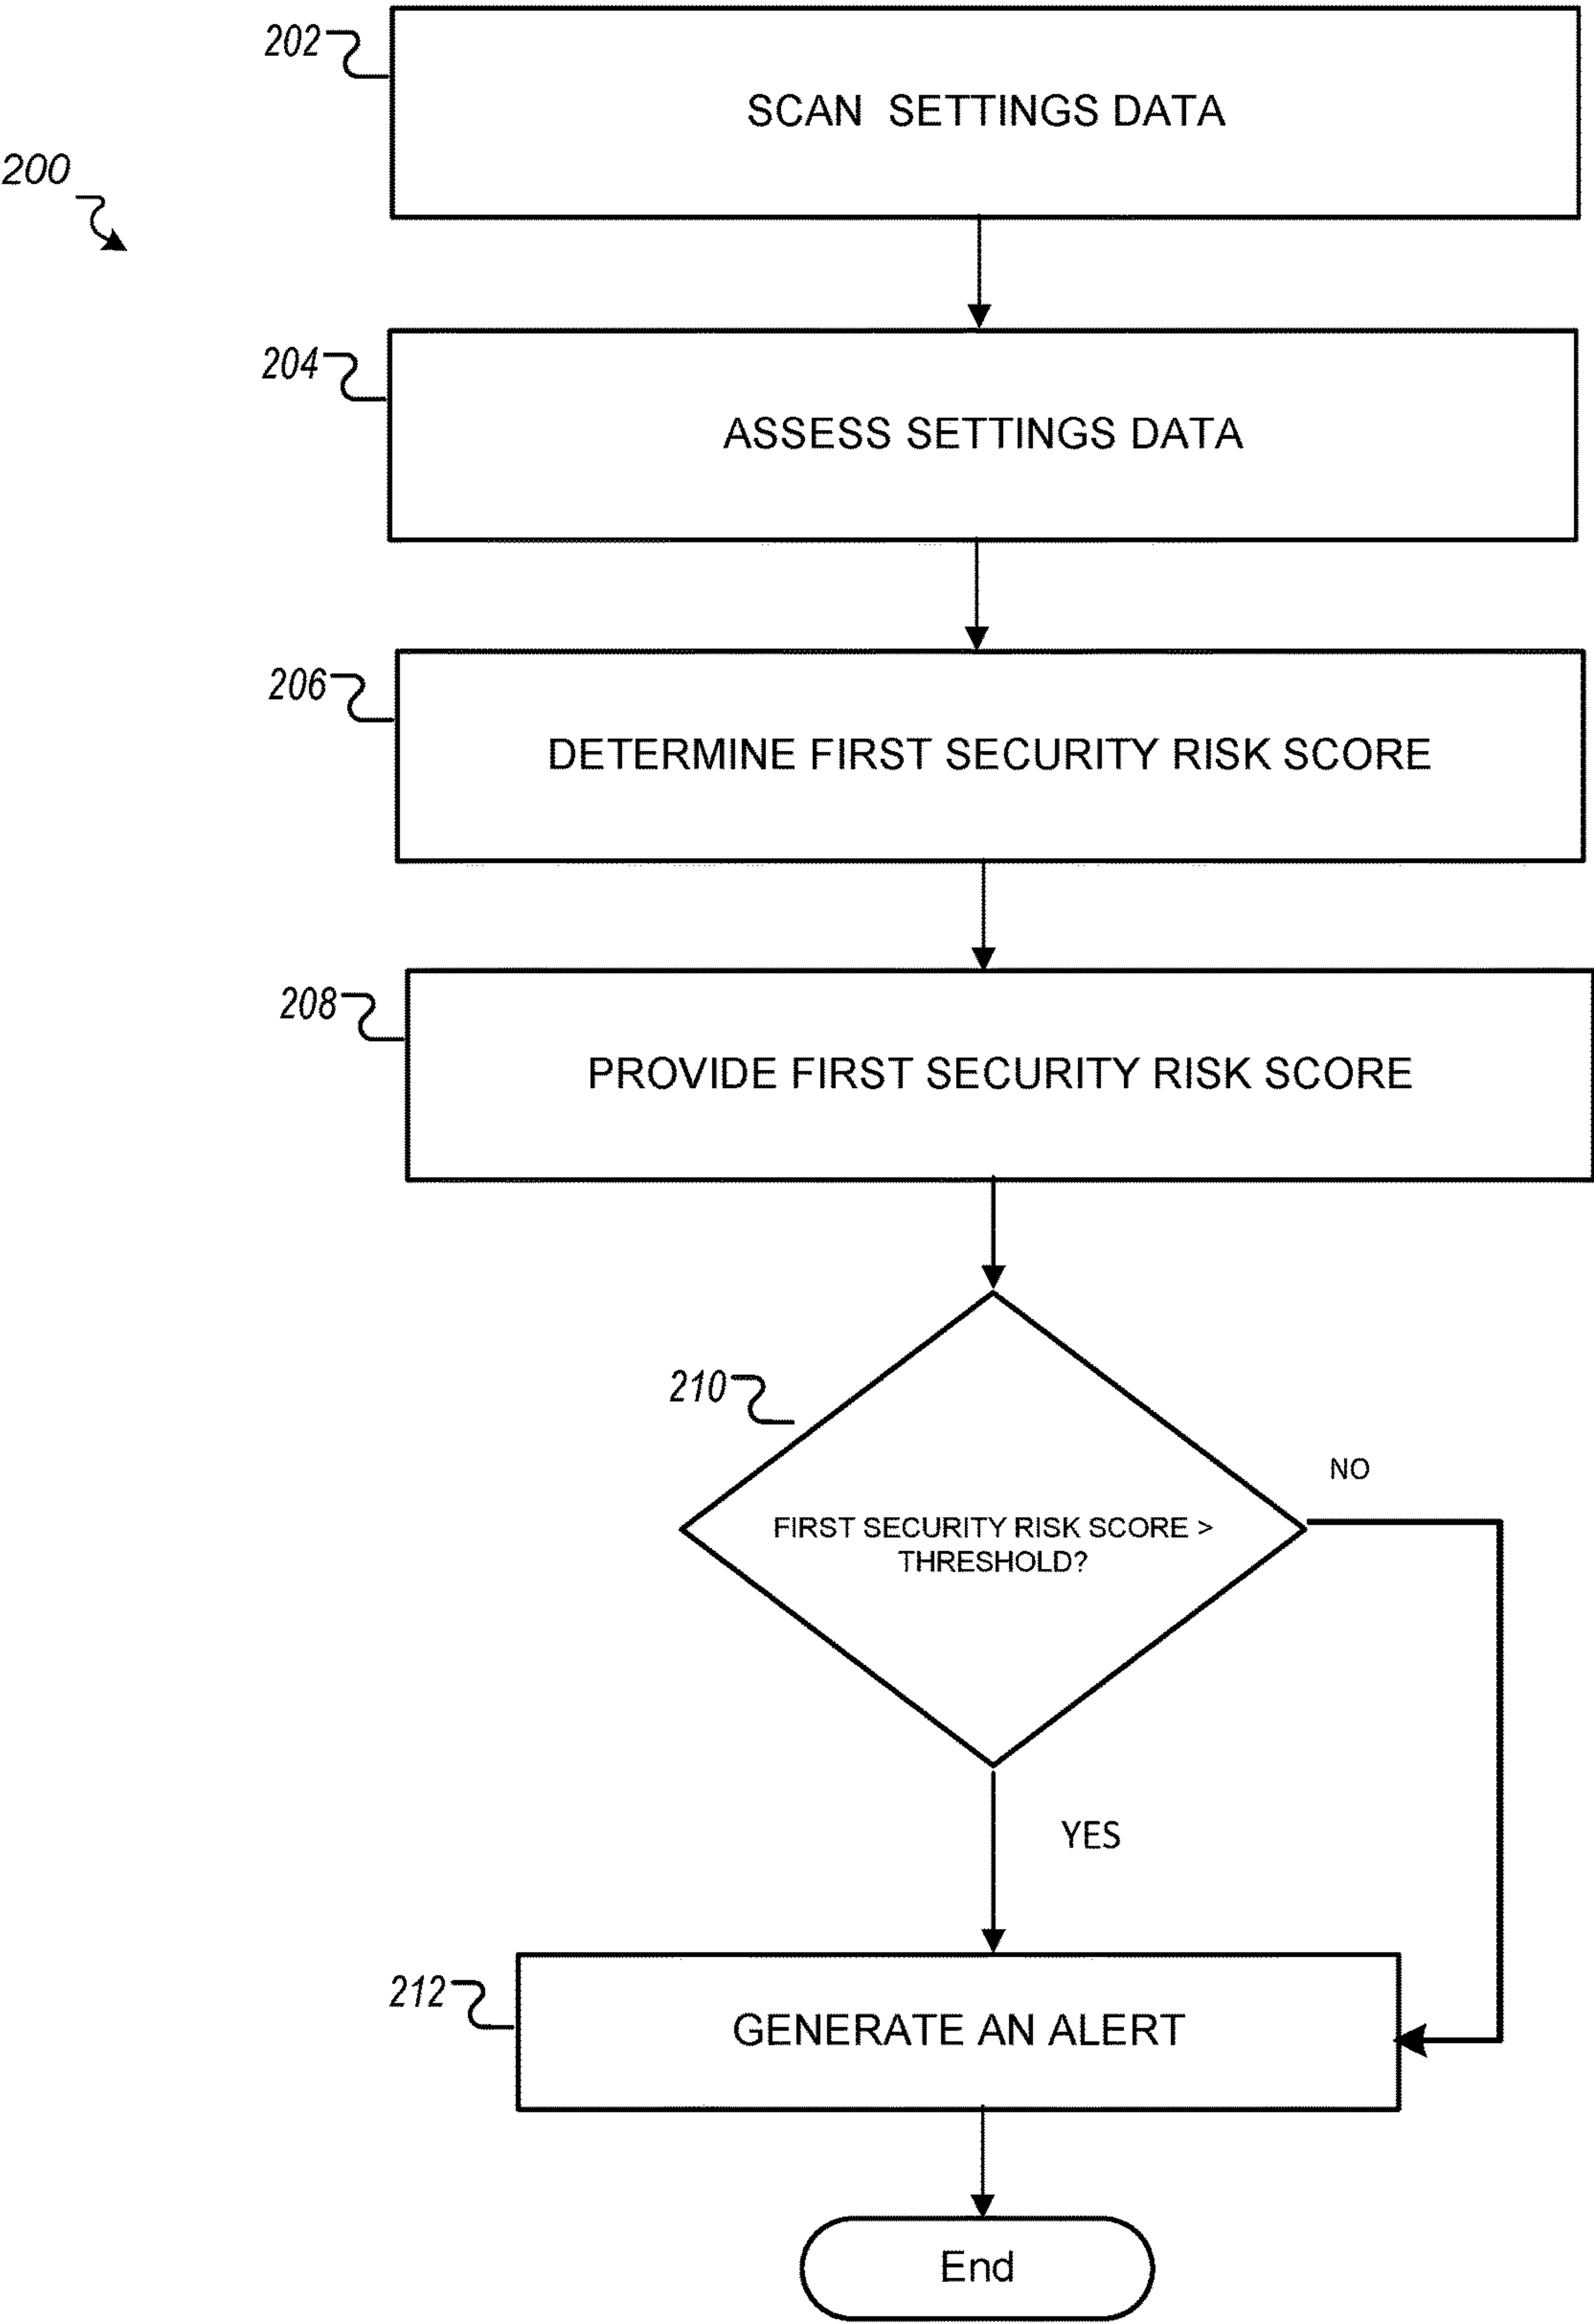 202
SCAN SETTINGS DATA
200
204
ASSESS SETTINGS DATA
206
DETERMINE FIRST SECURITY RISK SCORE
208
PROVIDE FIRST SECURITY RISK SCORE
210
NO
FIRST SECURITY RISK SCORE >
THRESHOLD?
YES
212
GENERATE AN ALERT
End